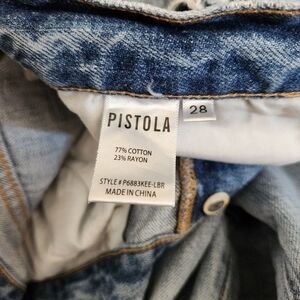 PISTOLA
28
77% COTTON
23% RAYON
STYLE # P6883KEE-LBR
MADE IN CHINA